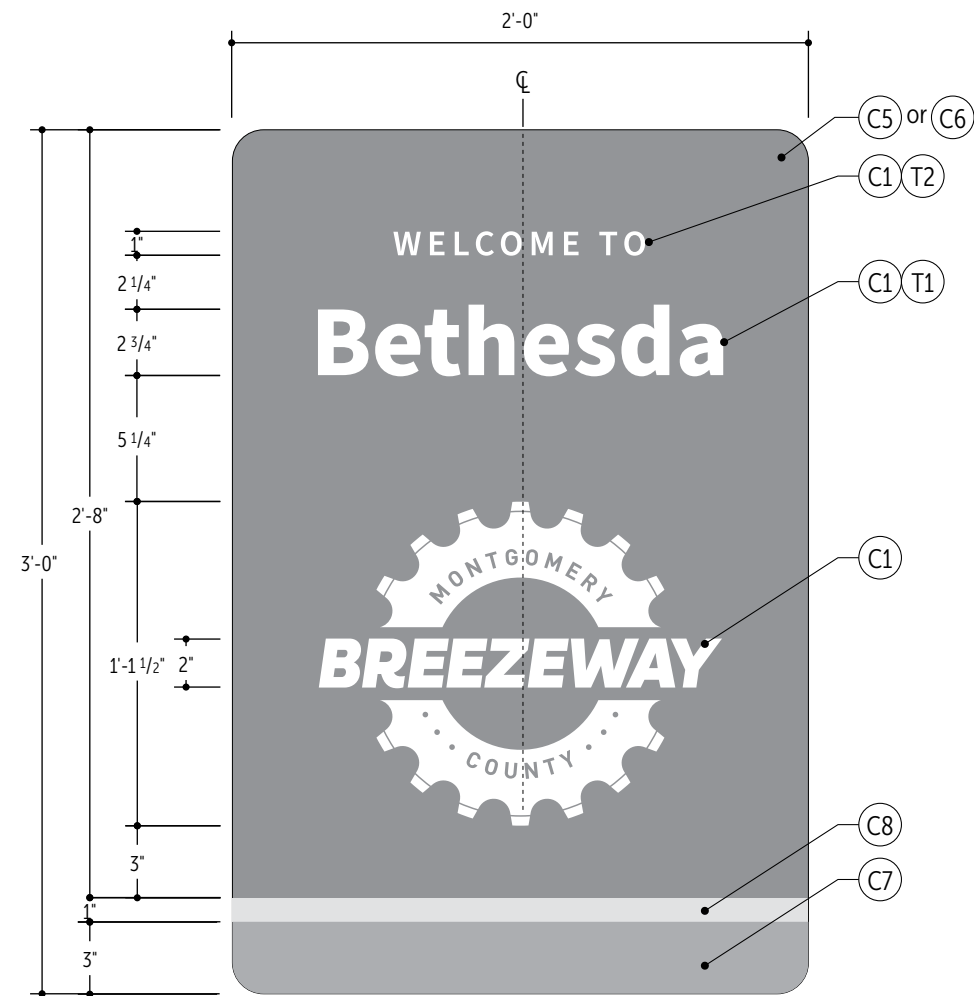 2'-0"
℄
C5 or C6
C1 T2
1"
WELCOME TO
2 1/4"
C1 T1
2 3/4"
Bethesda
5 1/4"
2'-8"
3'-0"
MONTGOMERY
C1
BREEZEWAY
1'-1 1/2"
2"
COUNTY
C8
3"
C7
1"
3"